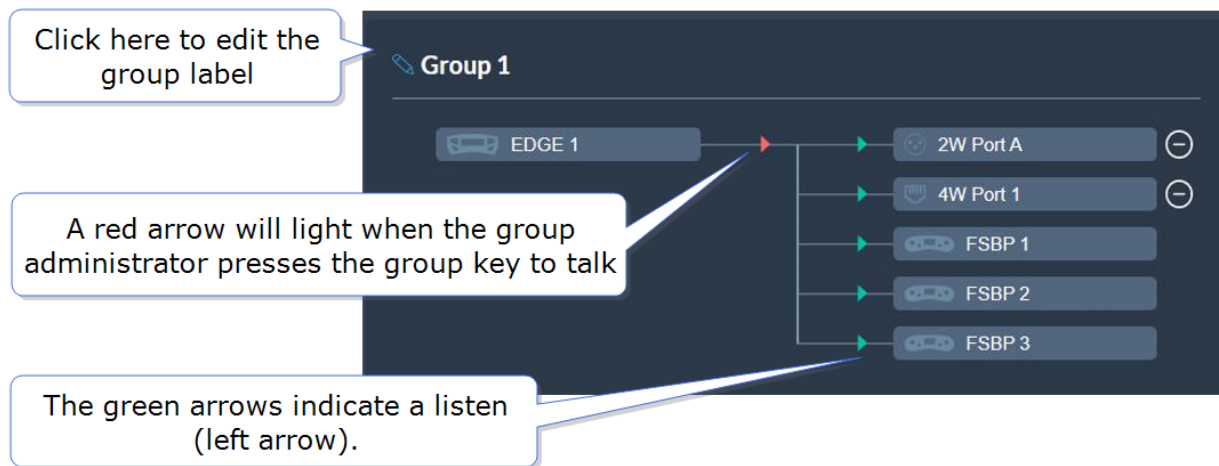 Click here to edit the
group label
Group 1
EDGE 1
2W Port A
4W Port 1
A red arrow will light when the group
administrator presses the group key to talk
FSBP 1
FSBP 2
FSBP 3
The green arrows indicate a listen
(left arrow).